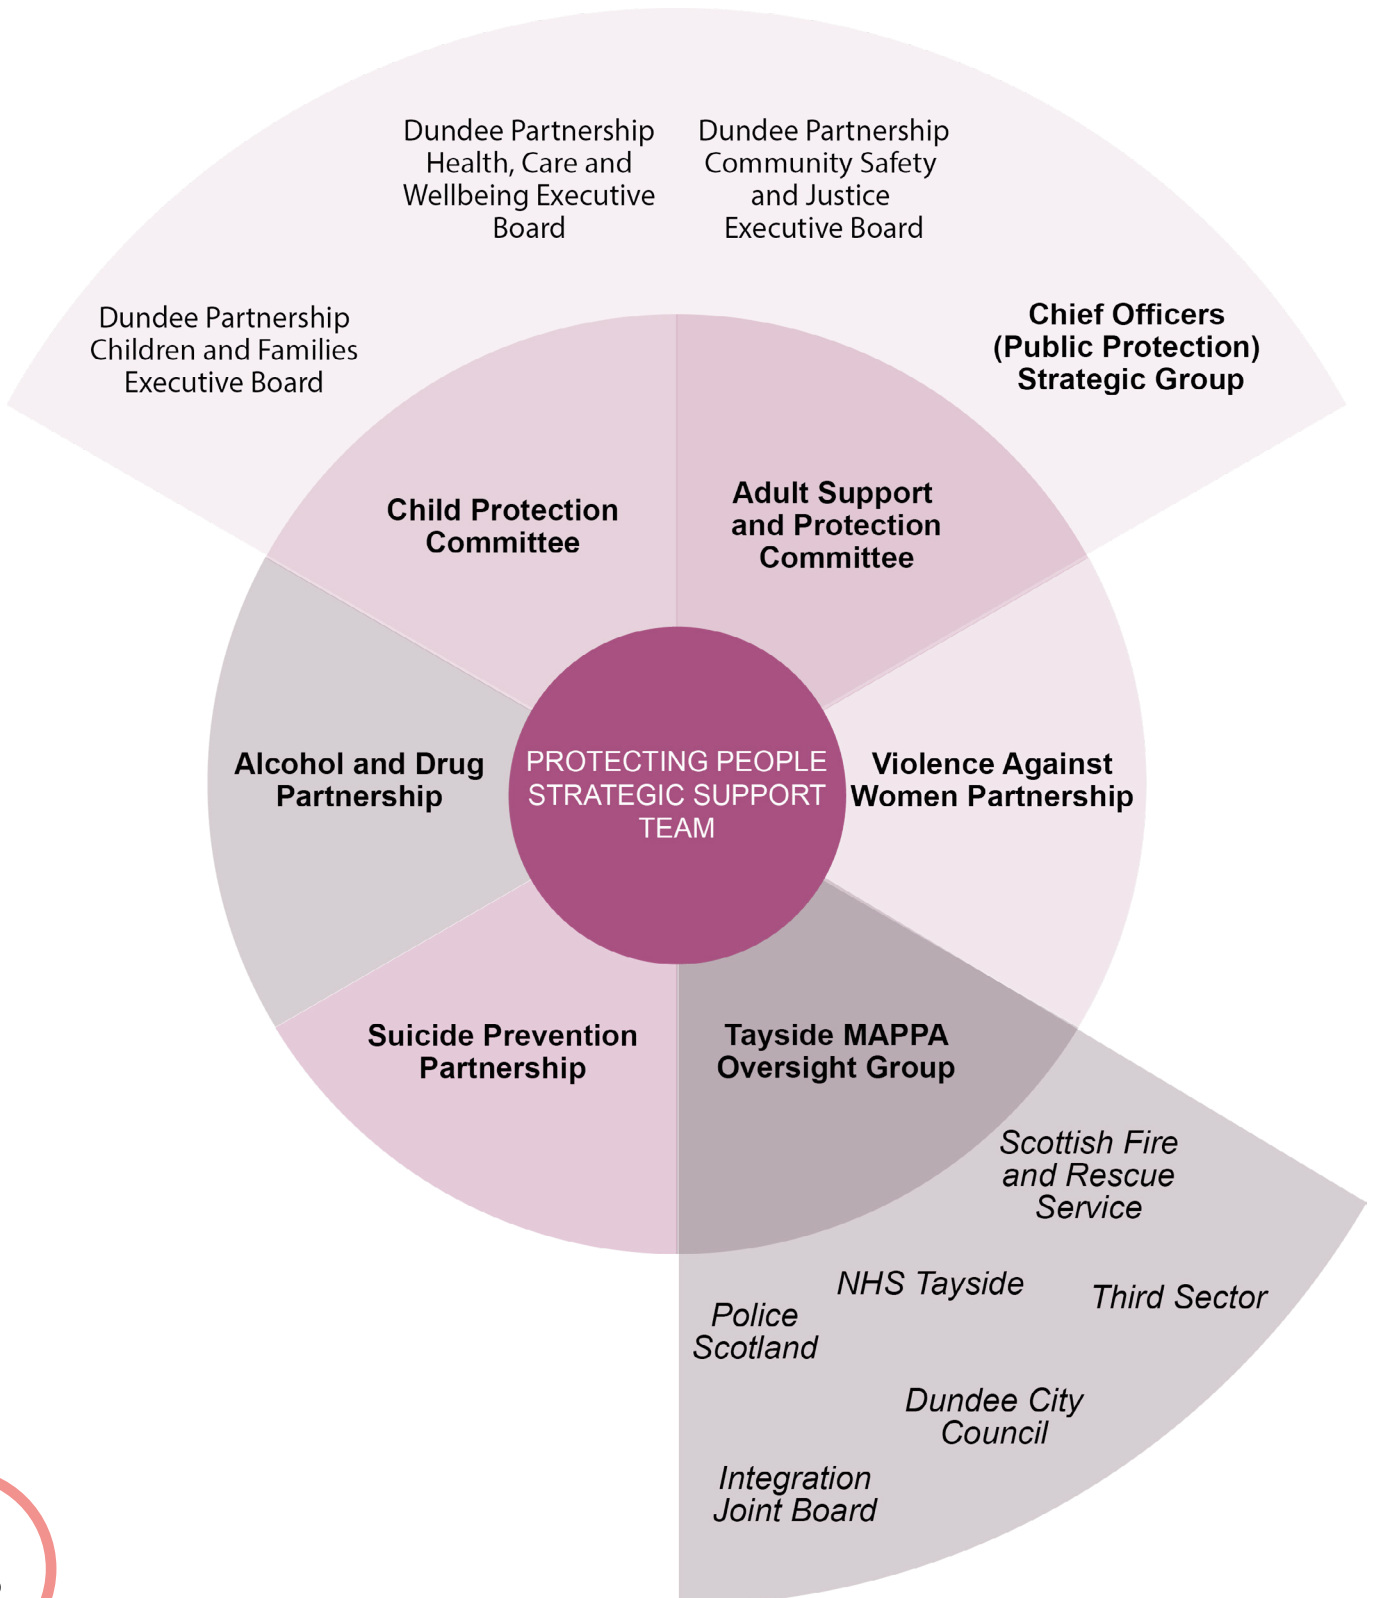 Dundee Partnership
Health, Care and
Wellbeing Executive
Board
Dundee Partnership
Community Safety
and Justice
Executive Board
Dundee Partnership
Children and Families
Executive Board
Chief Officers
(Public Protection)
Strategic Group
Child Protection
Committee
Adult Support
and Protection
Committee
Alcohol and Drug
Partnership
PROTECTING PEOPLE
STRATEGIC SUPPORT
TEAM
Violence Against
Women Partnership
Suicide Prevention
Partnership
Tayside MAPPA
Oversight Group
Scottish Fire
and Rescue
Service
NHS Tayside
Third Sector
Police
Scotland
Dundee City
Council
Integration
Joint Board